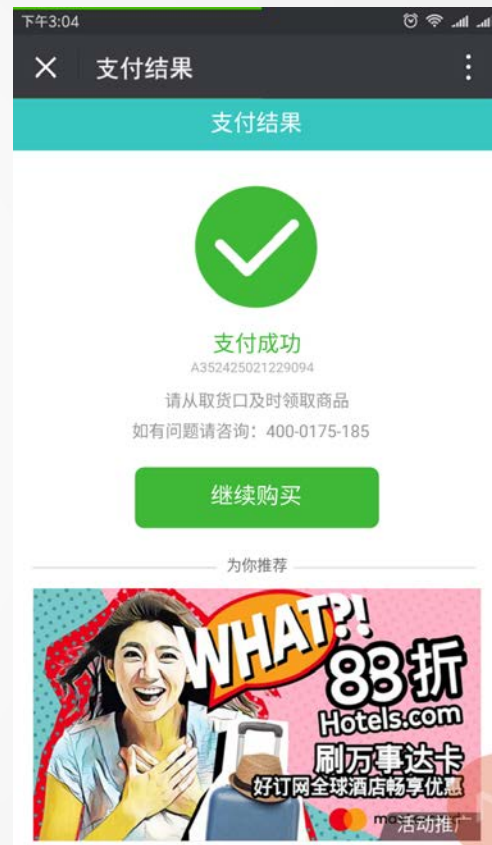 下午3:04
支付结果
支付结果
支付成功
A352425021229094
请从取货口及时领取商品
如有问题请咨询：400-0175-185
继续购买
为你推荐
WHAT?!
88折
Hotels.com
刷万事达卡
好订网全球酒店畅享优惠
活动推广